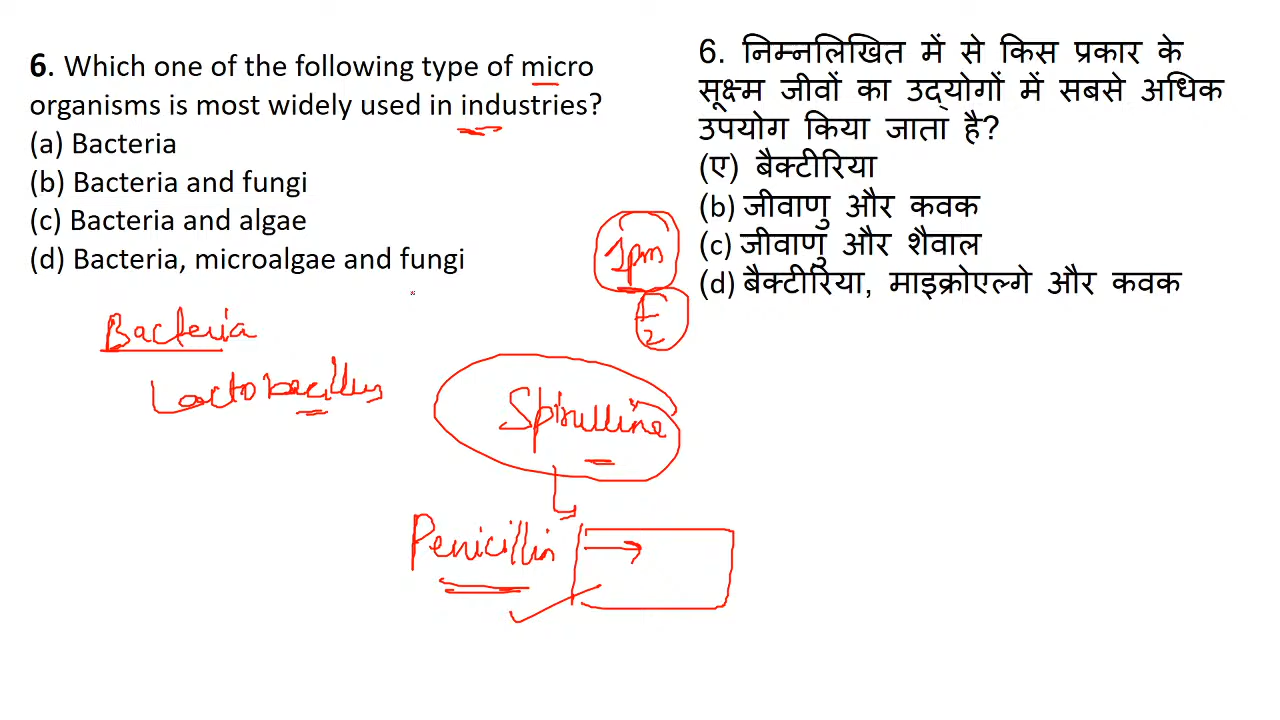 6. Which one of the following type of micro
organisms is most widely used in industries?
(a) Bacteria
(b) Bacteria and fungi
(c) Bacteria and algae
(d) Bacteria, microalgae and fungi
6. निम्नलिखित में से किस प्रकार के
सूक्ष्म जीवों का उद्योगों में सबसे अधिक
उपयोग किया जाता है?
(ए) बैक्टीरिया
(b) जीवाणु और कवक
(c) जीवाणु और शैवाल
(d) बैक्टीरिया, माइक्रोएल्गे और कवक
1pm
Bacteria
Lactobacillus
Spirulline
Penicillin